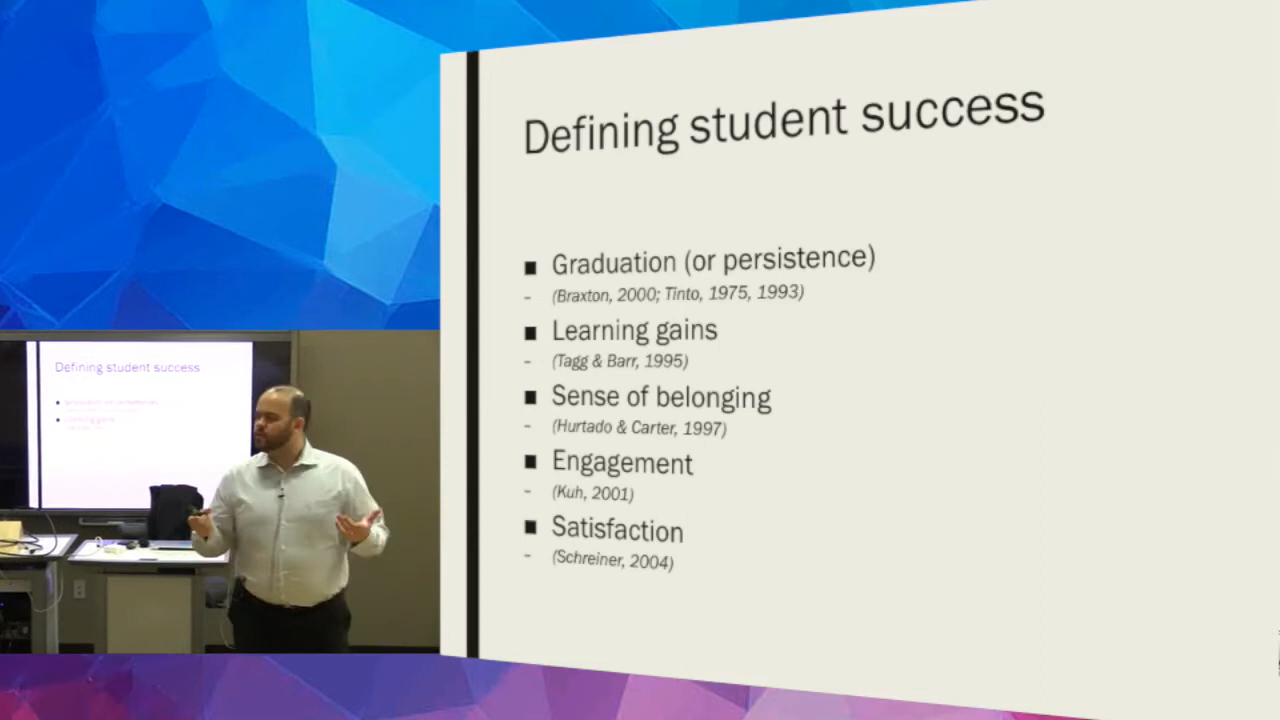 Defining student success
■ Graduation (or persistence)
- (Braxton, 2000; Tinto, 1975, 1993)
■ Learning gains
- (Tagg & Barr, 1995)
■ Sense of belonging
- (Hurtado & Carter, 1997)
■ Engagement
- (Kuh, 2001)
■ Satisfaction
- (Schreiner, 2004)
Defining student success